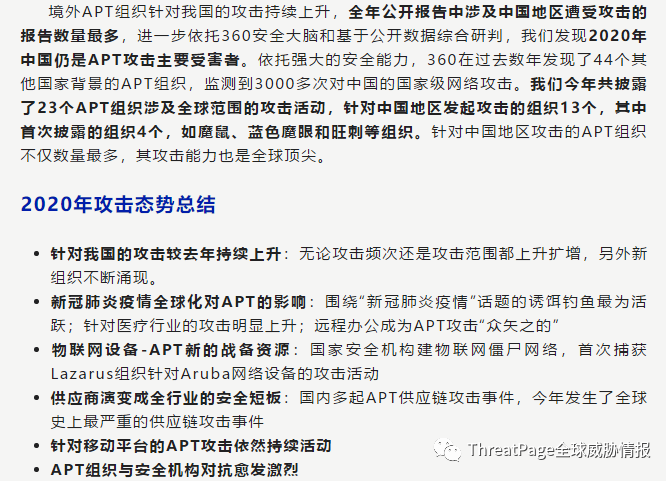 境外APT组织针对我国的攻击持续上升，全年公开报告中涉及中国地区遭受攻击的
报告数量最多，进一步依托360安全大脑和基于公开数据综合研判，我们发现2020年
中国仍是APT攻击主要受害者。依托强大的安全能力，360在过去数年发现了44个其
他国家背景的APT组织，监测到3000多次对中国的国家级网络攻击。我们今年共披露
了23个APT组织涉及全球范围的攻击活动，针对中国地区发起攻击的组织13个，其中
首次披露的组织4个，如魔鼠、蓝色魔眼和旺刺等组织。针对中国地区攻击的APT组织
不仅数量最多，其攻击能力也是全球顶尖。
2020年攻击态势总结
• 针对我国的攻击较去年持续上升：无论攻击频次还是攻击范围都上升扩增，另外新
组织不断涌现。
• 新冠肺炎疫情全球化对APT的影响：围绕“新冠肺炎疫情”话题的诱饵钓鱼最为活
跃；针对医疗行业的攻击明显上升；远程办公成为APT攻击“众矢之的”
• 物联网设备-APT新的战备资源：国家安全机构建物联网僵尸网络，首次捕获
Lazarus组织针对Aruba网络设备的攻击活动
• 供应商演变成全行业的安全短板：国内多起APT供应链攻击事件，今年发生了全球
史上最严重的供应链攻击事件
• 针对移动平台的APT攻击依然持续活动
• APT组织与安全机构对抗愈发激烈
ThreatPage全球威胁情报